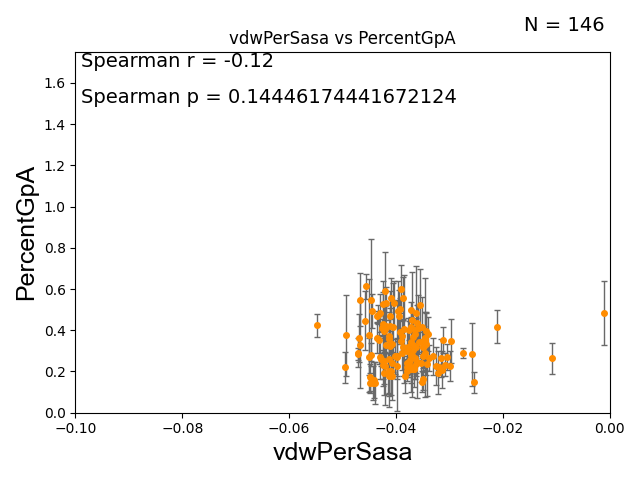 N = 146
vdwPerSasa vs PercentGpA
Spearman r = -0.12
Spearman p = 0.14446174441672124
PercentGpA
1.6
1.4
1.2
1.0
0.8
0.6
0.4
0.2
0.0
−0.10
−0.08
−0.06
−0.04
−0.02
0.00
vdwPerSasa